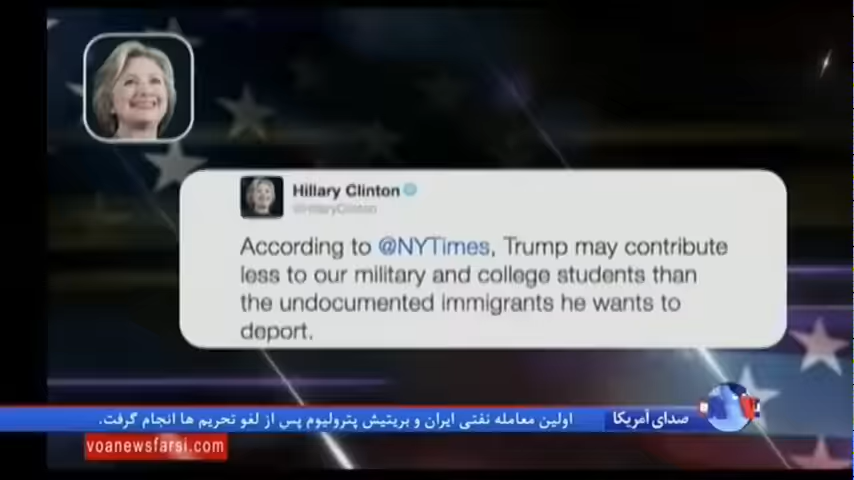 Hillary Clinton
@HillaryClinton
According to @NYTimes, Trump may contribute
less to our military and college students than
the undocumented immigrants he wants to
deport.
صدای آمریکا
اولین معامله نفتی ایران و بریتیش پترولیوم پس از لغو تحریم ها انجام گرفت.
voanewsfarsi.com